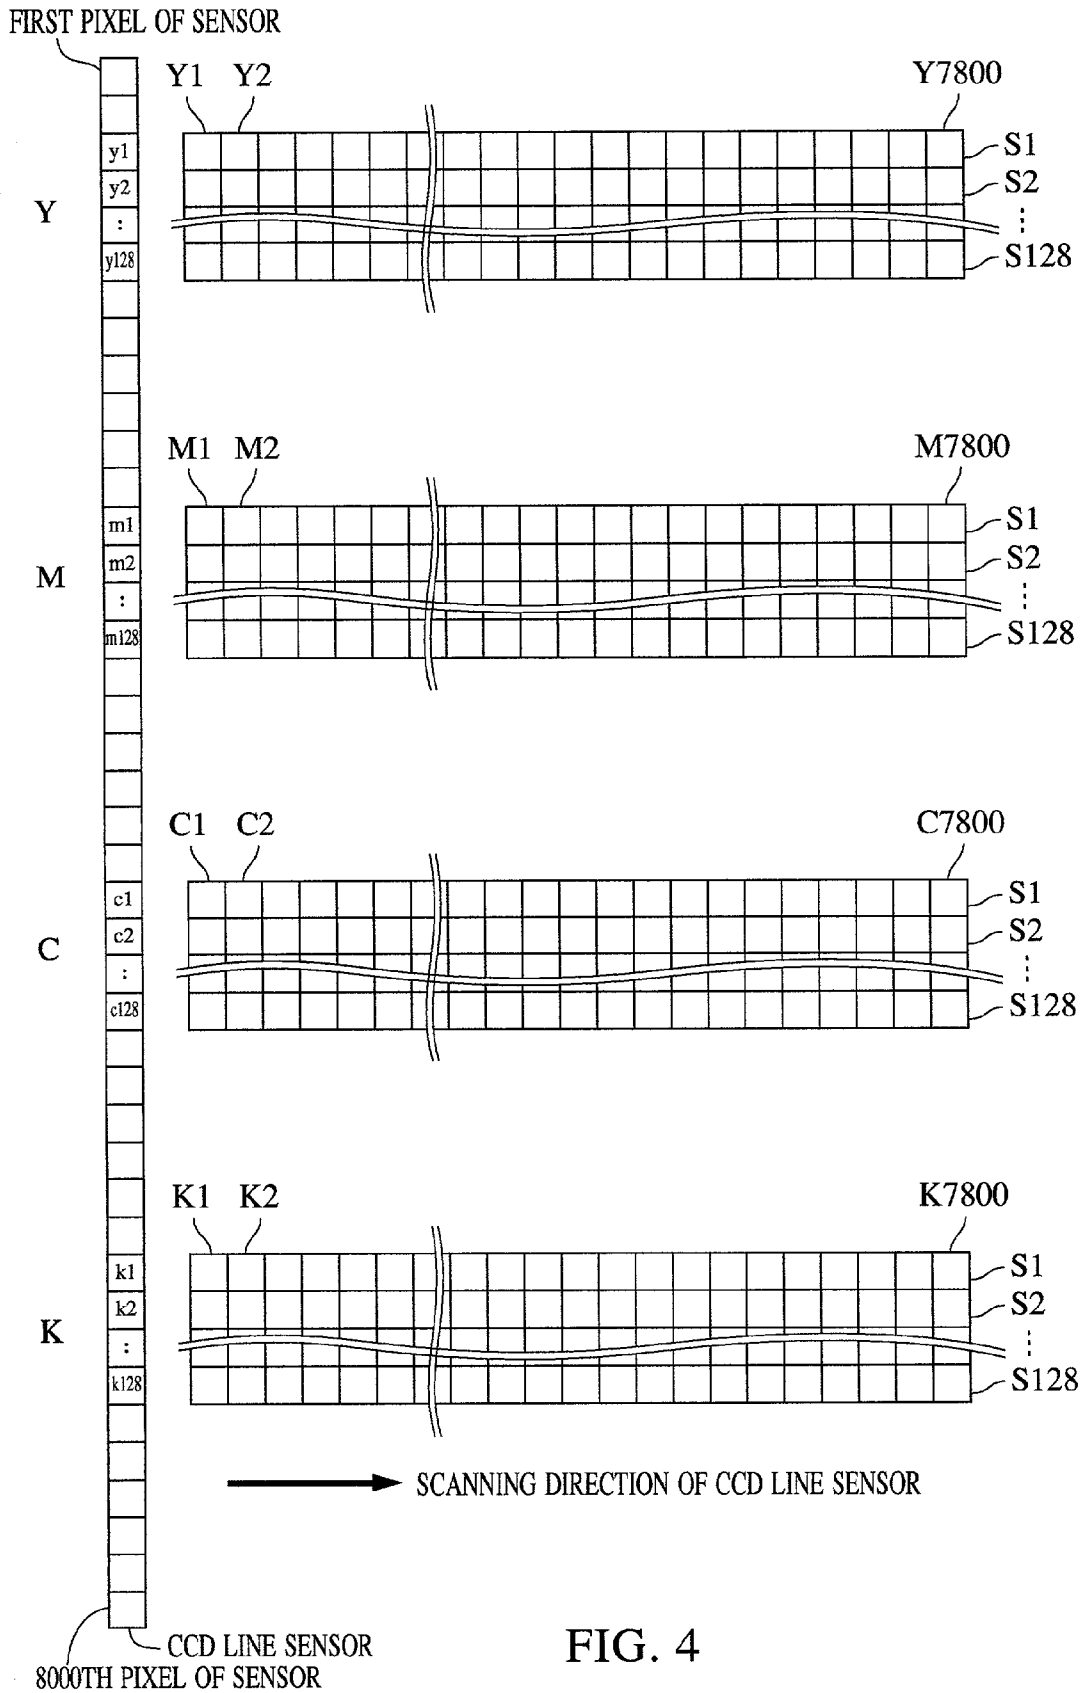 FIRST PIXEL OF SENSOR
Y1 Y2 Y7800
y1 S1
y2 S2
Y : ⋮
y128 S128
M1 M2 M7800
m1 S1
m2 S2
M : ⋮
m128 S128
C1 C2 C7800
c1 S1
c2 S2
C : ⋮
c128 S128
K1 K2 K7800
k1 S1
k2 S2
K : ⋮
k128 S128
SCANNING DIRECTION OF CCD LINE SENSOR
CCD LINE SENSOR
8000TH PIXEL OF SENSOR
FIG. 4